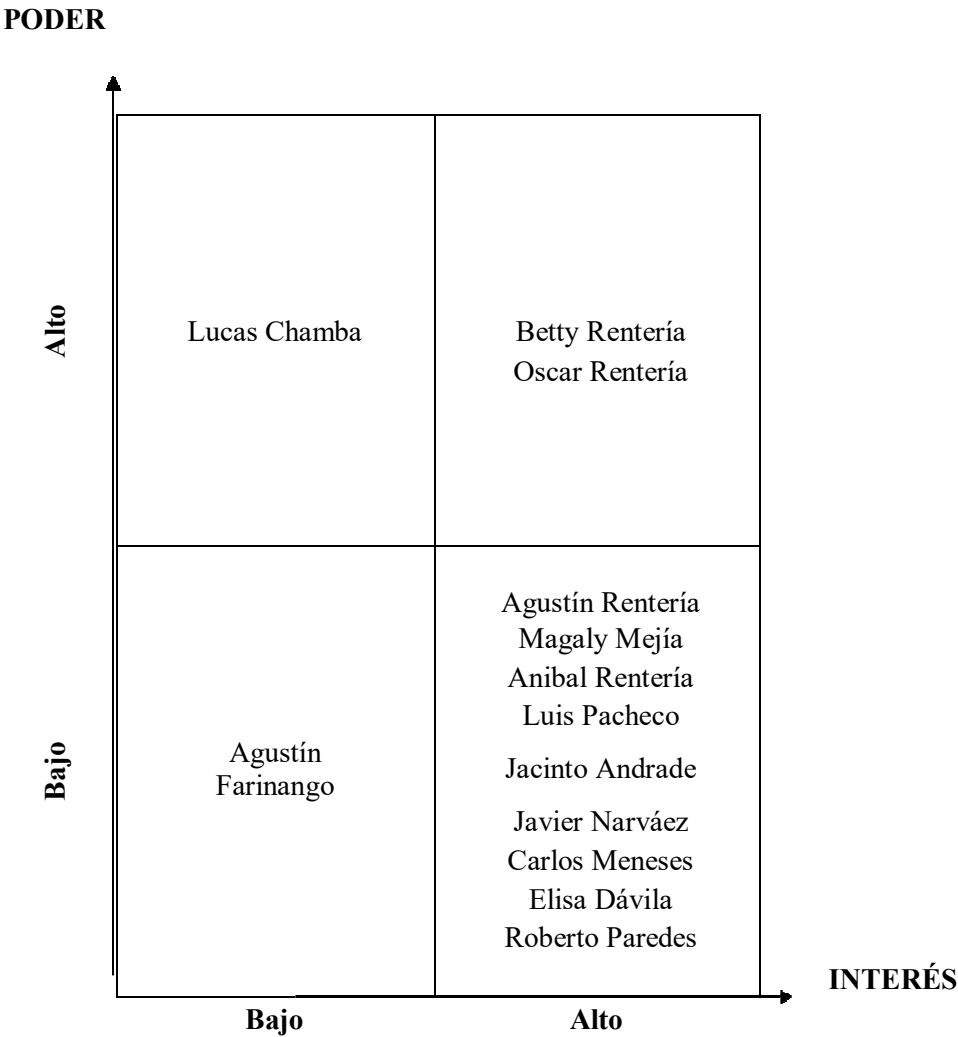 PODER
Alto
Lucas Chamba
Betty Rentería
Oscar Rentería
Bajo
Agustín
Farinango
Agustín Rentería
Magaly Mejía
Anibal Rentería
Luis Pacheco
Jacinto Andrade
Javier Narváez
Carlos Meneses
Elisa Dávila
Roberto Paredes
INTERÉS
Bajo
Alto